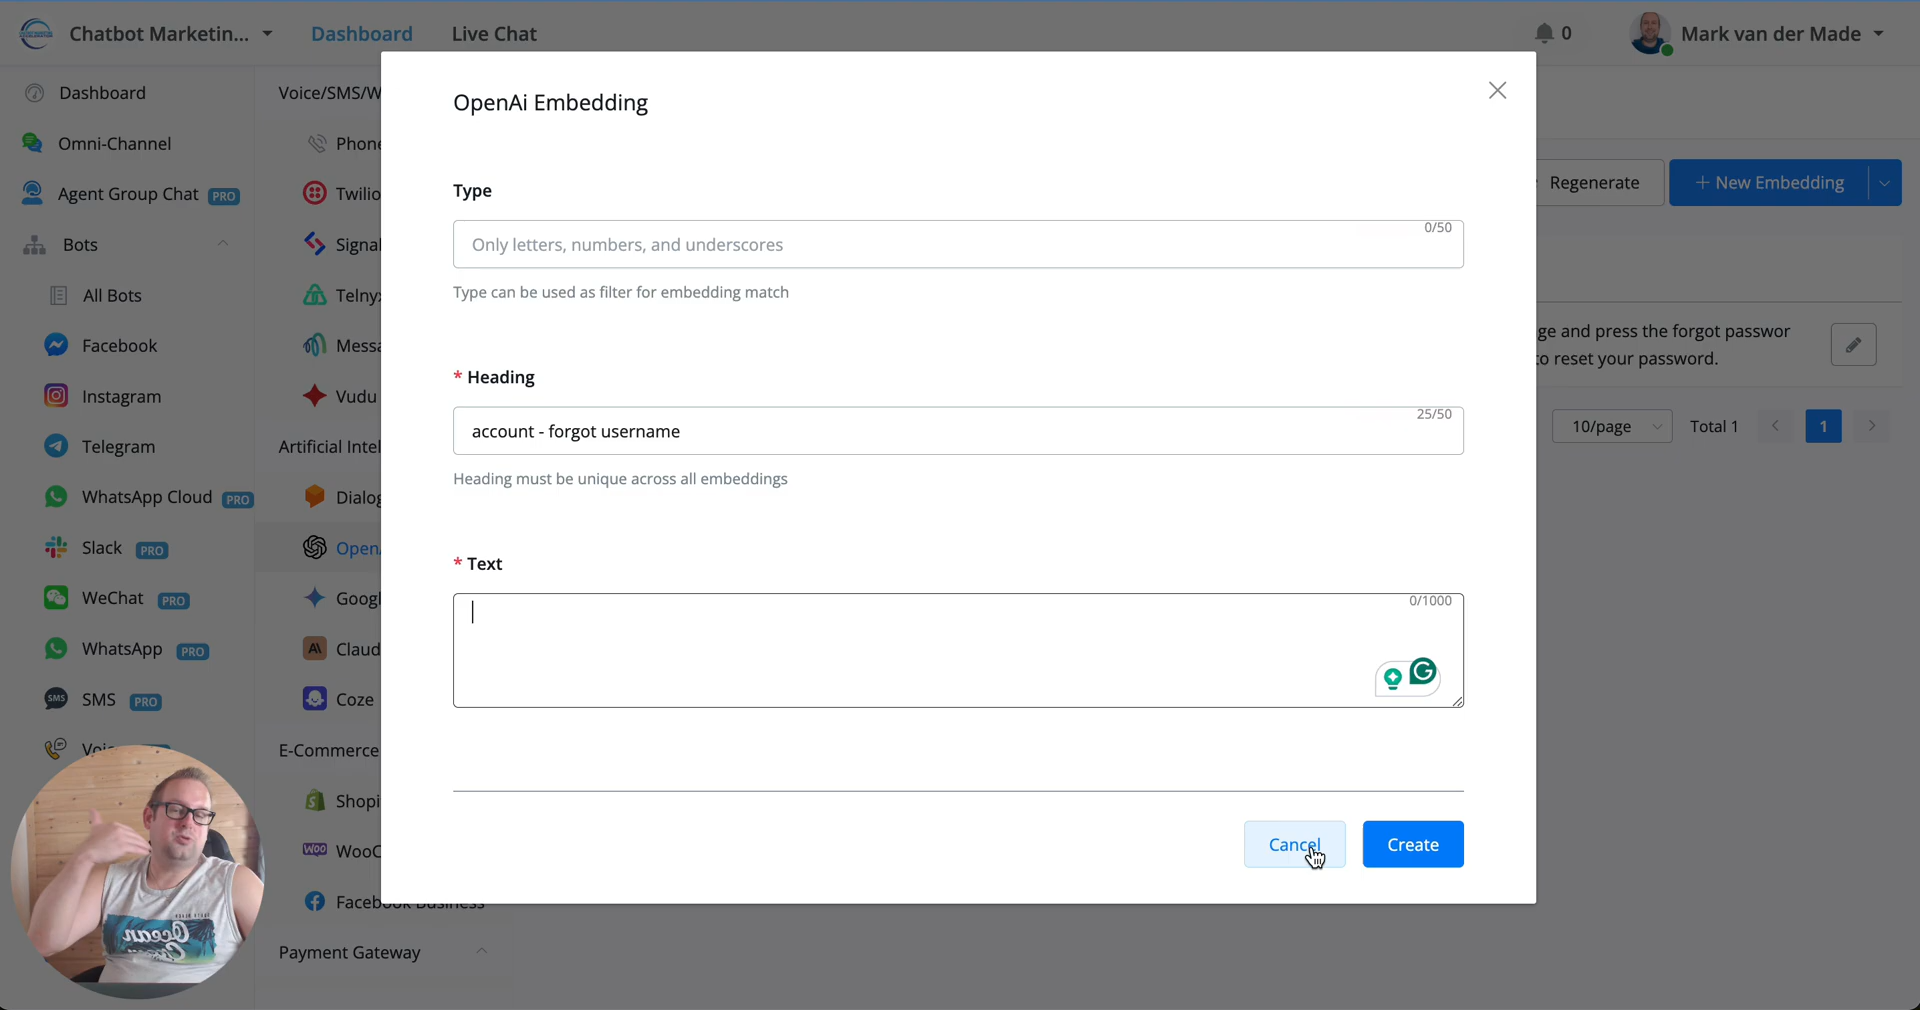 Chatbot Marketin...
Dashboard
Live Chat
0
Mark van der Made
Dashboard
Omni-Channel
Agent Group Chat PRO
Bots
All Bots
Facebook
Instagram
Telegram
WhatsApp Cloud PRO
Slack PRO
WeChat PRO
WhatsApp PRO
SMS PRO
Voice/SMS/W
Phone
Twilio
Signal
Telny
Messa
Vudu
Artificial Intel
Dialog
Open
Googl
Claud
Coze
E-Commerce
Shopi
WooC
Facebook Business
Payment Gateway
OpenAi Embedding
Type
0/50
Only letters, numbers, and underscores
Type can be used as filter for embedding match
* Heading
25/50
account - forgot username
Heading must be unique across all embeddings
* Text
0/1000
Cancel
Create
Regenerate
+ New Embedding
ge and press the forgot passwor
to reset your password.
10/page
Total 1
1
Ocean